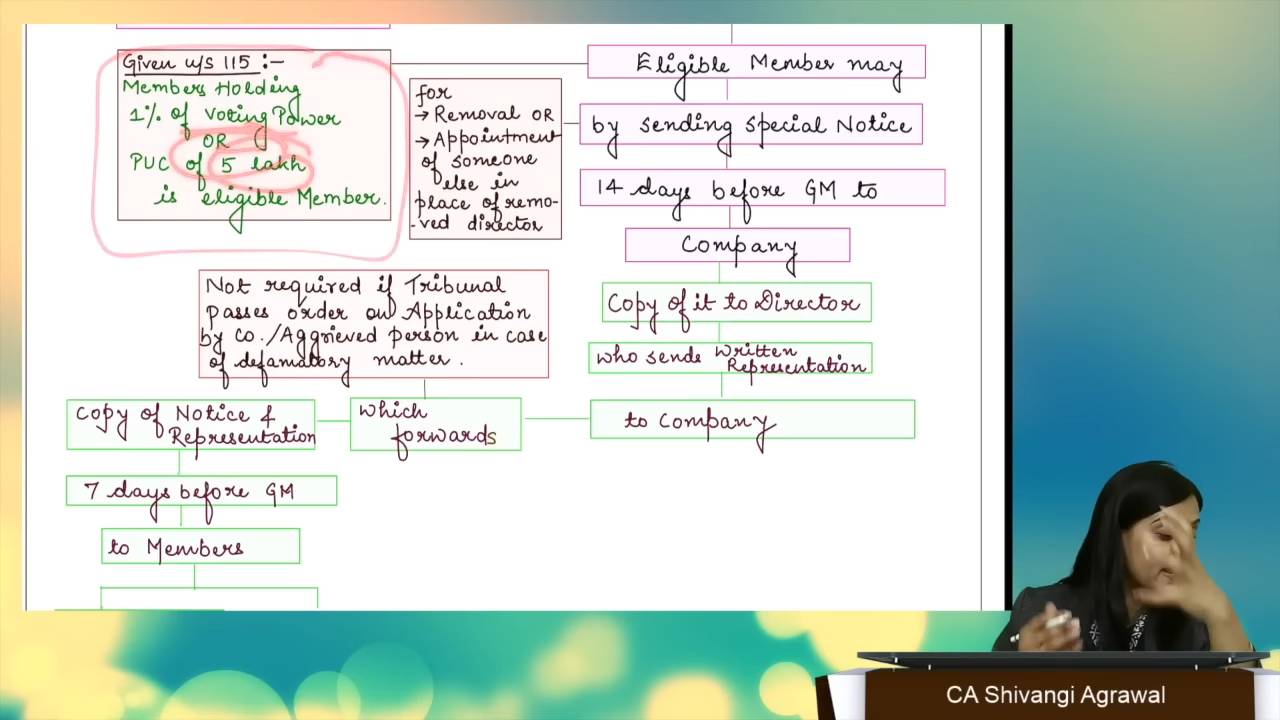 Given u/s 115 :-
Members Holding
1% of voting Power
OR
PUC of 5 lakh
is eligible Member.
for
→ Removal OR
→ Appointment
of someone
else in
place of remo-
-ved director
Eligible Member may
by sending Special Notice
14 days before GM to
Company
Copy of it to Director
who sends Written
Representation
to Company
which
forwards
Not required if Tribunal
passes order on Application
by Co./Aggrieved person in case
of defamatory matter.
Copy of Notice &
Representation
7 days before GM
to Members
CA Shivangi Agrawal